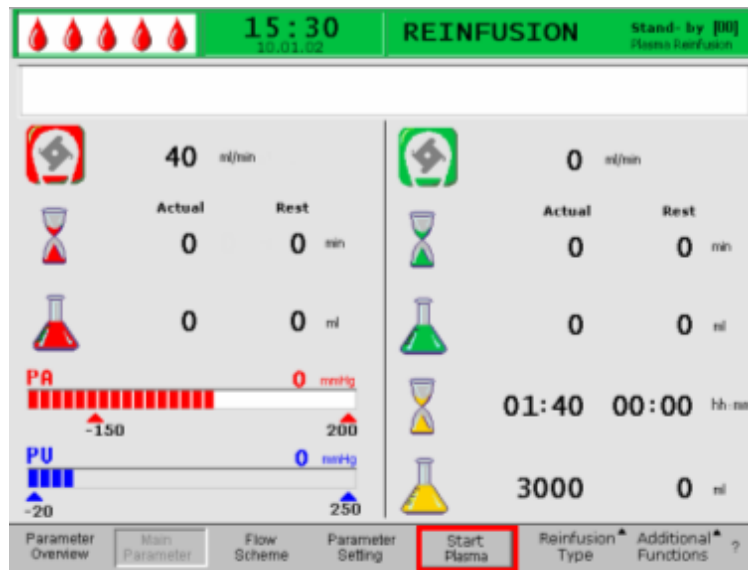 15:30
10.01.02
REINFUSION
Stand-by [00]
Plasma Reinfusion
40 ml/min
0 ml/min
Actual Rest
0 0 min
0 0 ml
Actual Rest
0 0 min
0 0 ml
PA 0 mmHg
-150 200
PV 0 mmHg
-20 250
01:40 00:00 hh:mm
3000 0 ml
Parameter Overview
Main Parameter
Flow Scheme
Parameter Setting
Start Plasma
Reinfusion Type
Additional Functions
?